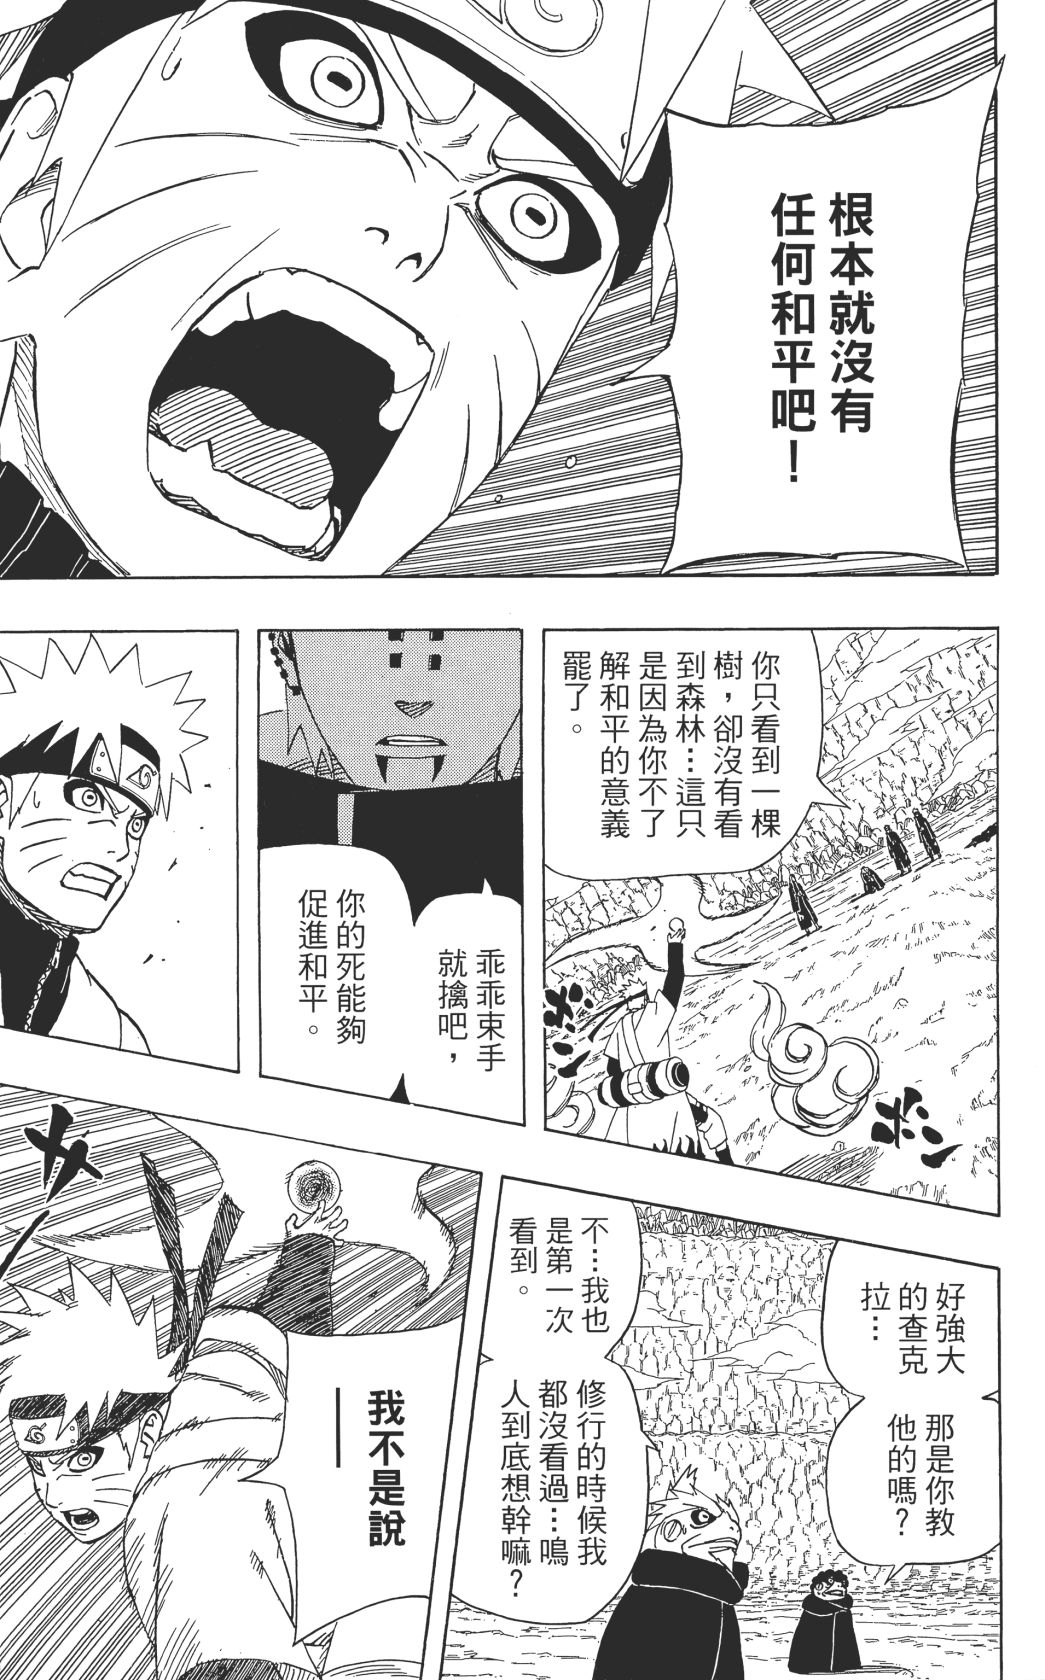 根本就沒有
任何和平吧！
你只看到一棵
樹，卻沒有看
到森林…這只
是因為你不了
解和平的意義
罷了。
ボン
ボン
乖乖束手
就擒吧，
你的死能夠
促進和平。
好強大
的查克
拉…
那是你教
他的嗎？
不…我也
是第一次
看到。
修行的時候我
都沒看過…鳴
人到底想幹嘛？
我不是說
——